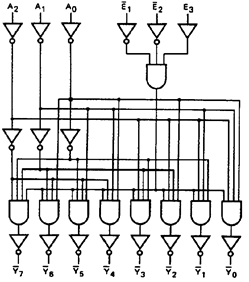 A₂ A₁ A₀ Ē₁ Ē₂ E₃
Ȳ₇ Ȳ₆ Ȳ₅ Ȳ₄ Ȳ₃ Ȳ₂ Ȳ₁ Ȳ₀